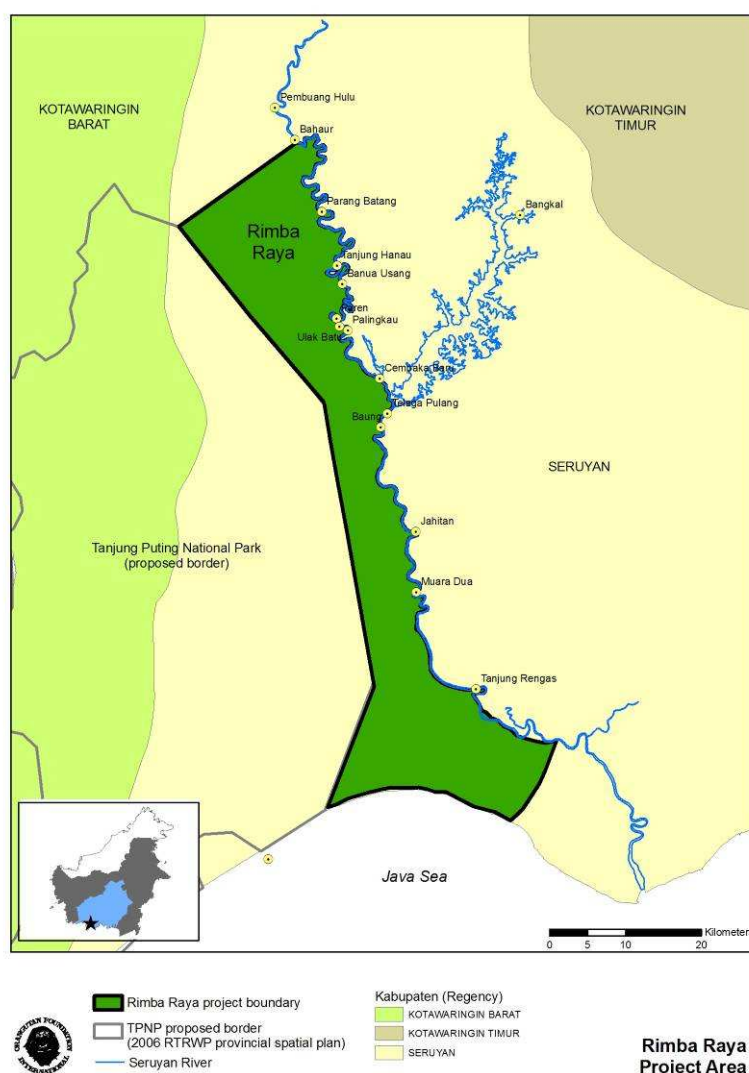 KOTAWARINGIN
BARAT
Pembuang Hulu
KOTAWARINGIN
TIMUR
Bahaur
Parang Batang
Bangkal
Rimba
Raya
Tanjung Hanau
Banua Usang
Palingkau
Ulak Batu
Cempaka Baru
Telaga Pulang
Baung
SERUYAN
Jahitan
Tanjung Puting National Park
(proposed border)
Muara Dua
Tanjung Rengas
Java Sea
Kilometers
0 5 10 20
Rimba Raya project boundary
TPNP proposed border
(2006 RTRWP provincial spatial plan)
Seruyan River
Kabupaten (Regency)
KOTAWARINGIN BARAT
KOTAWARINGIN TIMUR
SERUYAN
ORANGUTAN FOUNDATION
INTERNATIONAL
Rimba Raya
Project Area